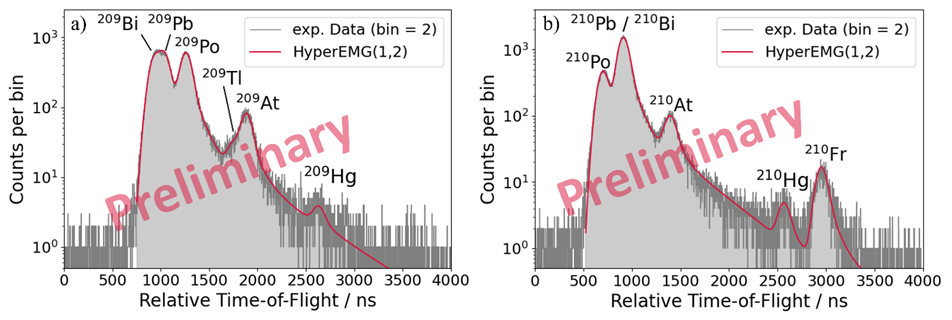 a)
²⁰⁹Bi ²⁰⁹Pb
²⁰⁹Po
²⁰⁹Tl
²⁰⁹At
²⁰⁹Hg
exp. Data (bin = 2)
HyperEMG(1,2)
Preliminary
Counts per bin
10³
10²
10¹
10⁰
0 500 1000 1500 2000 2500 3000 3500 4000
Relative Time-of-Flight / ns
b)
²¹⁰Pb / ²¹⁰Bi
²¹⁰Po
²¹⁰At
²¹⁰Hg
²¹⁰Fr
exp. Data (bin = 2)
HyperEMG(1,2)
Preliminary
Counts per bin
10³
10²
10¹
10⁰
0 500 1000 1500 2000 2500 3000 3500 4000
Relative Time-of-Flight / ns